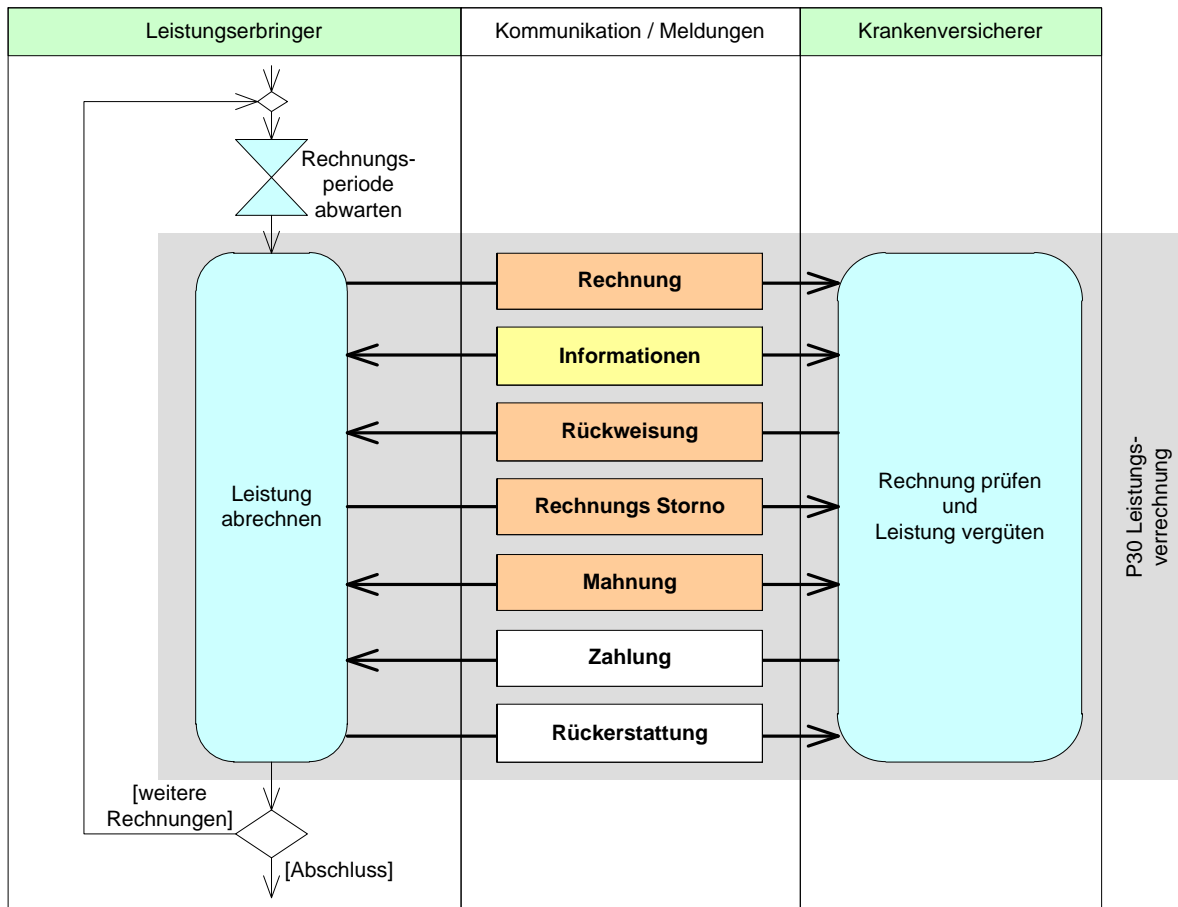 Leistungserbringer
Kommunikation / Meldungen
Krankenversicherer
Rechnungs-
periode
abwarten
Rechnung
Informationen
Rückweisung
Rechnungs Storno
Mahnung
Zahlung
Rückerstattung
Leistung
abrechnen
Rechnung prüfen
und
Leistung vergüten
P30 Leistungs-
verrechnung
[weitere
Rechnungen]
[Abschluss]